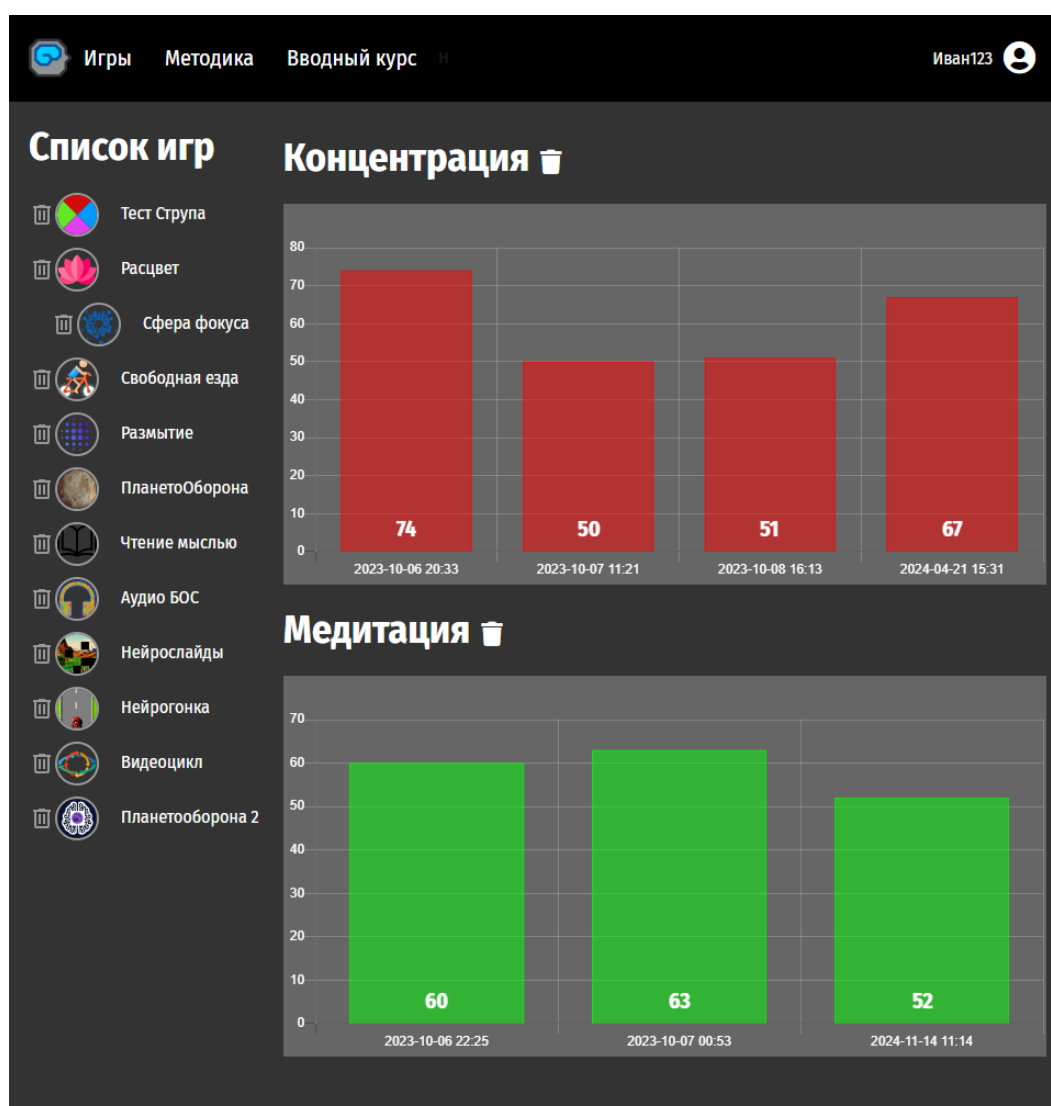 Игры Методика Вводный курс н Иван123
Список игр
Тест Струпа
Расцвет
Сфера фокуса
Свободная езда
Размытие
ПланетоОборона
Чтение мыслью
Аудио БОС
Нейрослайды
Нейрогонка
Видеоцикл
Планетооборона 2
Концентрация
80
70
60
50
40
30
20
10
0
74 50 51 67
2023-10-06 20:33 2023-10-07 11:21 2023-10-08 16:13 2024-04-21 15:31
Медитация
70
60
50
40
30
20
10
0
60 63 52
2023-10-06 22:25 2023-10-07 00:53 2024-11-14 11:14